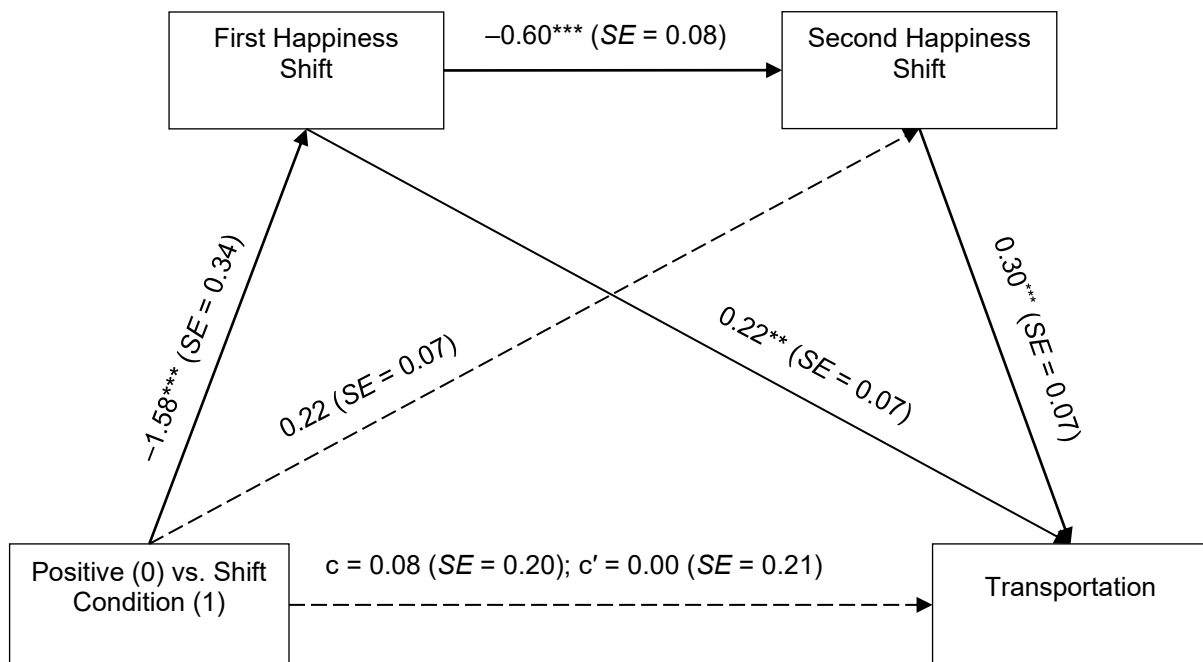 First Happiness
Shift
–0.60*** (SE = 0.08)
Second Happiness
Shift
–1.58*** (SE = 0.34)
0.22 (SE = 0.07)
0.22** (SE = 0.07)
0.30*** (SE = 0.07)
Positive (0) vs. Shift
Condition (1)
c = 0.08 (SE = 0.20); c′ = 0.00 (SE = 0.21)
Transportation